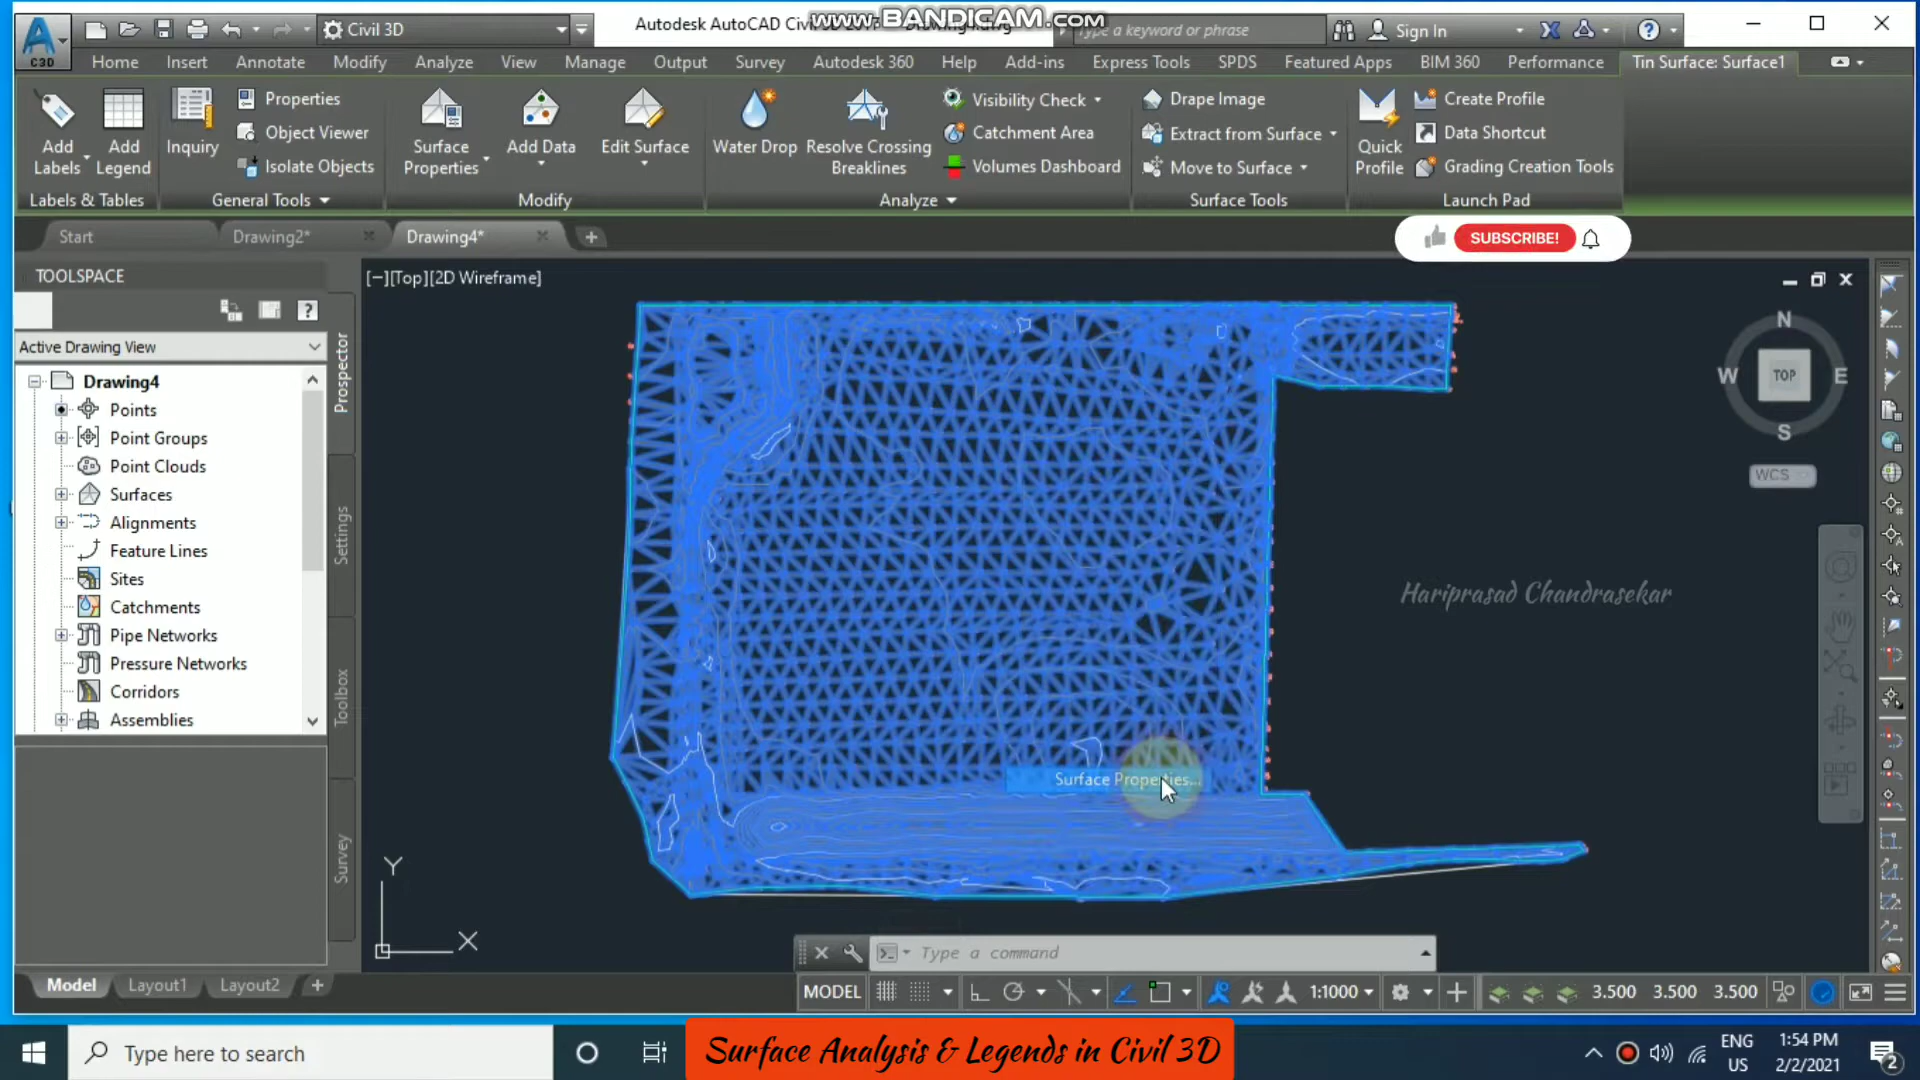 www.BANDICAM.com
C3D
Civil 3D
Autodesk AutoCAD Civil 3D 2017 Drawing4.dwg
Type a keyword or phrase
Sign In
Home Insert Annotate Modify Analyze View Manage Output Survey Autodesk 360 Help Add-ins Express Tools SPDS Featured Apps BIM 360 Performance Tin Surface: Surface1
Add Labels
Add Legend
Inquiry
Properties
Object Viewer
Isolate Objects
Surface Properties
Add Data
Edit Surface
Water Drop
Resolve Crossing Breaklines
Visibility Check
Catchment Area
Volumes Dashboard
Drape Image
Extract from Surface
Move to Surface
Quick Profile
Create Profile
Data Shortcut
Grading Creation Tools
Labels & Tables General Tools Modify Analyze Surface Tools Launch Pad
Start Drawing2* Drawing4*
SUBSCRIBE!
TOOLSPACE
[−][Top][2D Wireframe]
Active Drawing View
Drawing4
Points
Point Groups
Point Clouds
Surfaces
Alignments
Feature Lines
Sites
Catchments
Pipe Networks
Pressure Networks
Corridors
Assemblies
Prospector
Settings
Toolbox
Survey
N
W TOP E
S
WCS
Hariprasad Chandrasekar
Surface Properties...
Y
X
Type a command
Model Layout1 Layout2
MODEL 1:1000 3.500 3.500 3.500
Type here to search
Surface Analysis & Legends in Civil 3D
ENG
US
1:54 PM
2/2/2021
2